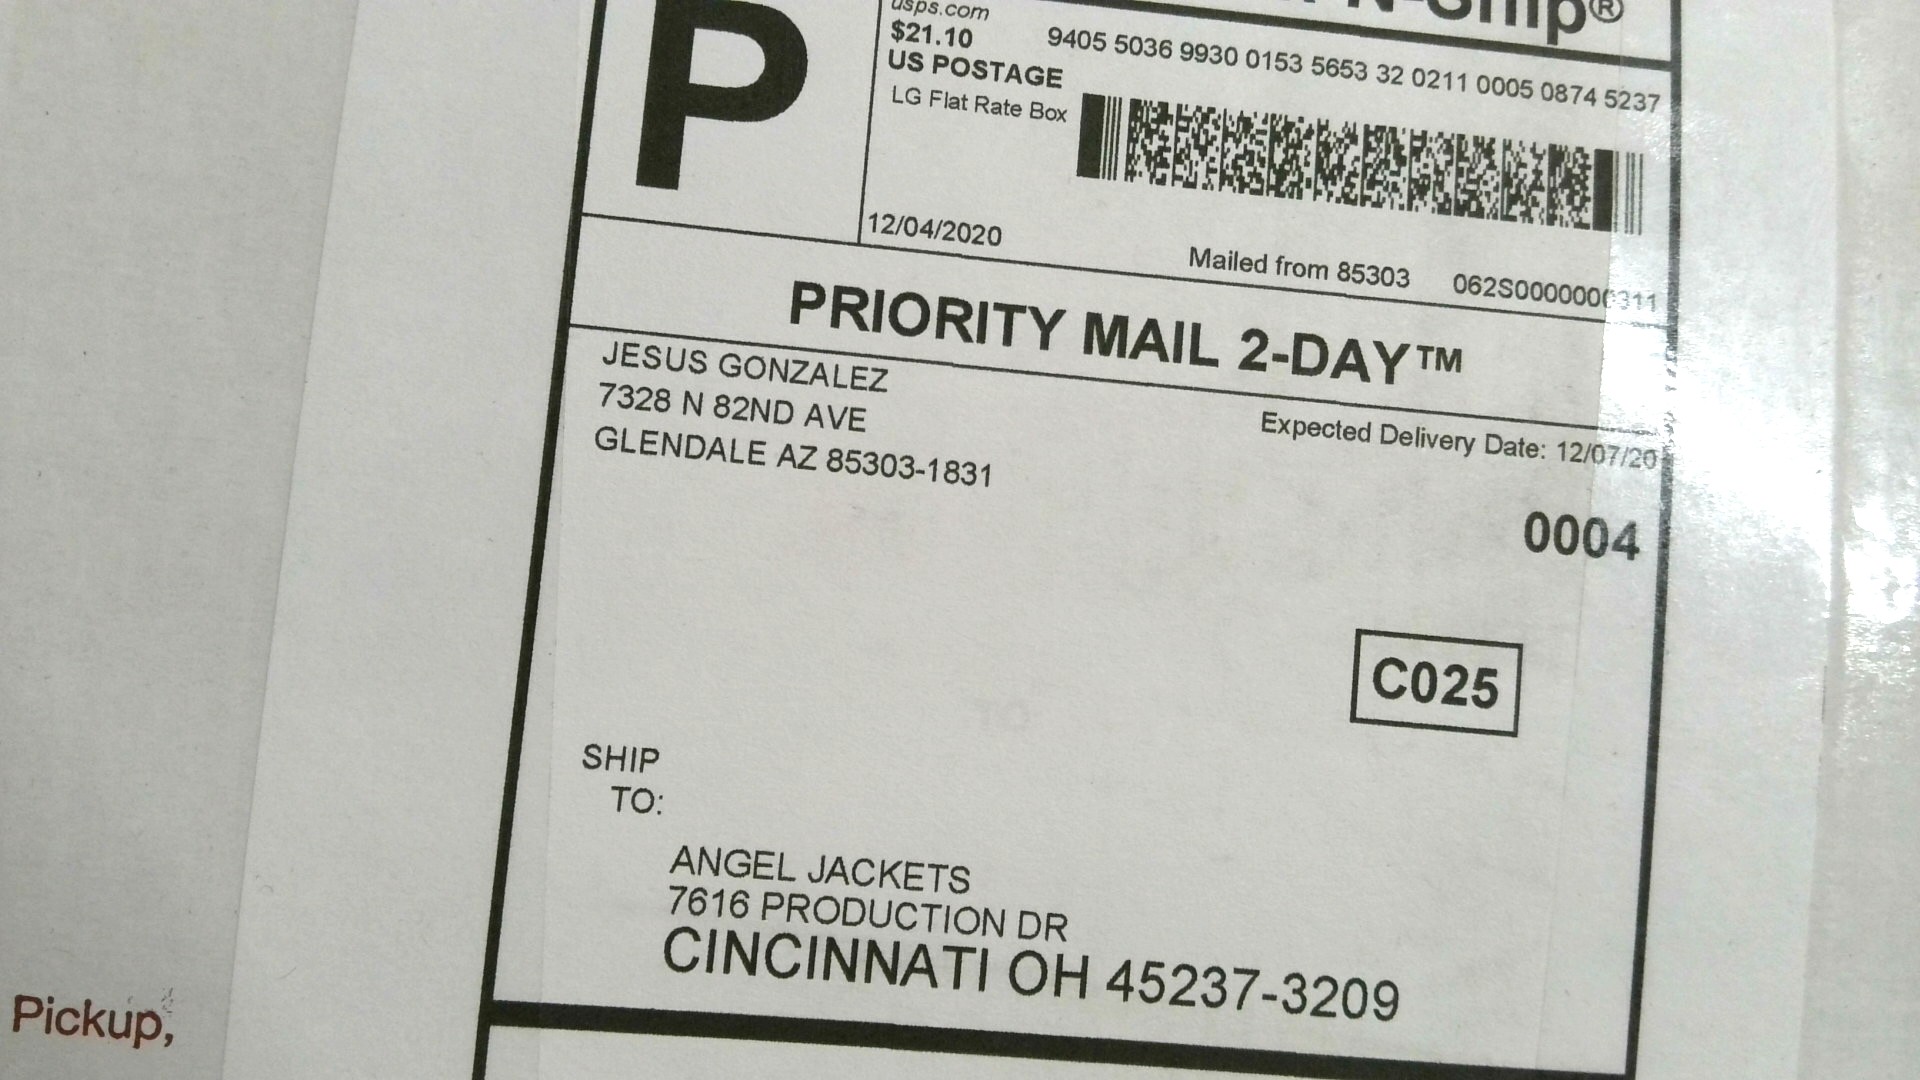 P
usps.com
$21.10
US POSTAGE
LG Flat Rate Box
9405 5036 9930 0153 5653 32 0211 0005 0874 5237
12/04/2020
Mailed from 85303 062S0000000311
PRIORITY MAIL 2-DAY™
JESUS GONZALEZ
7328 N 82ND AVE
GLENDALE AZ 85303-1831
Expected Delivery Date: 12/07/20
0004
C025
SHIP
TO:
ANGEL JACKETS
7616 PRODUCTION DR
CINCINNATI OH 45237-3209
Pickup,